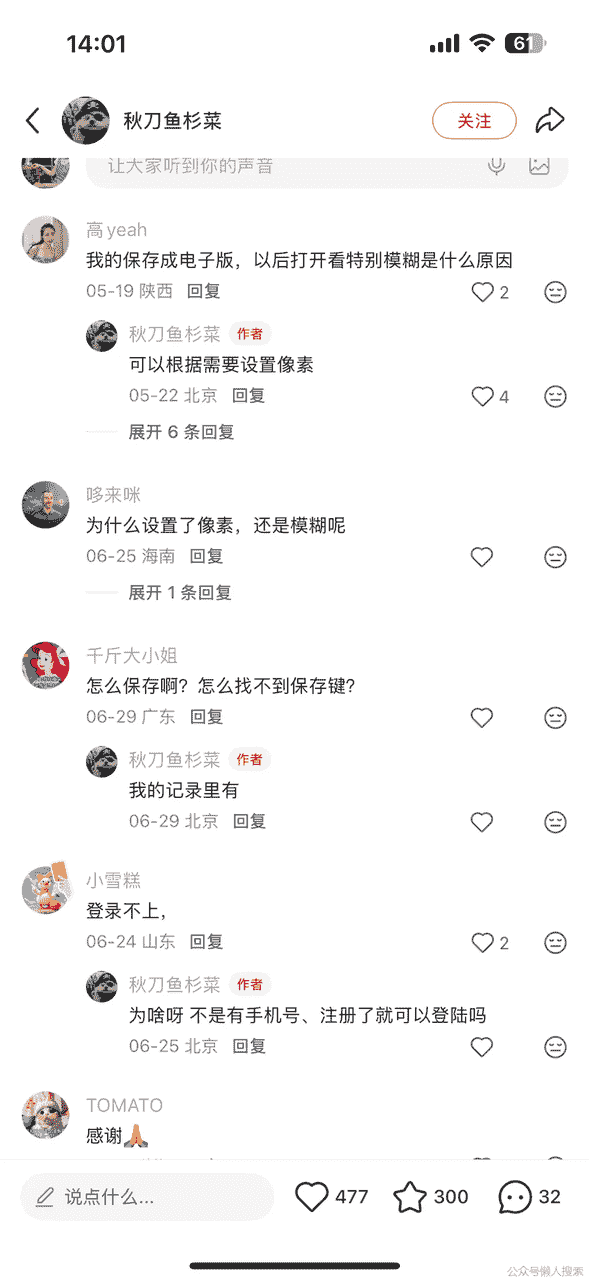 14:01
61
秋刀鱼杉菜
关注
让大家听到你的声音
高yeah
我的保存成电子版，以后打开看特别模糊是什么原因
05-19 陕西 回复
2
秋刀鱼杉菜 作者
可以根据需要设置像素
05-22 北京 回复
4
展开 6 条回复
哆来咪
为什么设置了像素，还是模糊呢
06-25 海南 回复
展开 1 条回复
千斤大小姐
怎么保存啊？怎么找不到保存键？
06-29 广东 回复
秋刀鱼杉菜 作者
我的记录里有
06-29 北京 回复
小雪糕
登录不上，
06-24 山东 回复
2
秋刀鱼杉菜 作者
为啥呀 不是有手机号、注册了就可以登陆吗
06-25 北京 回复
TOMATO
感谢🙏
说点什么...
477
300
32
公众号懒人搜索